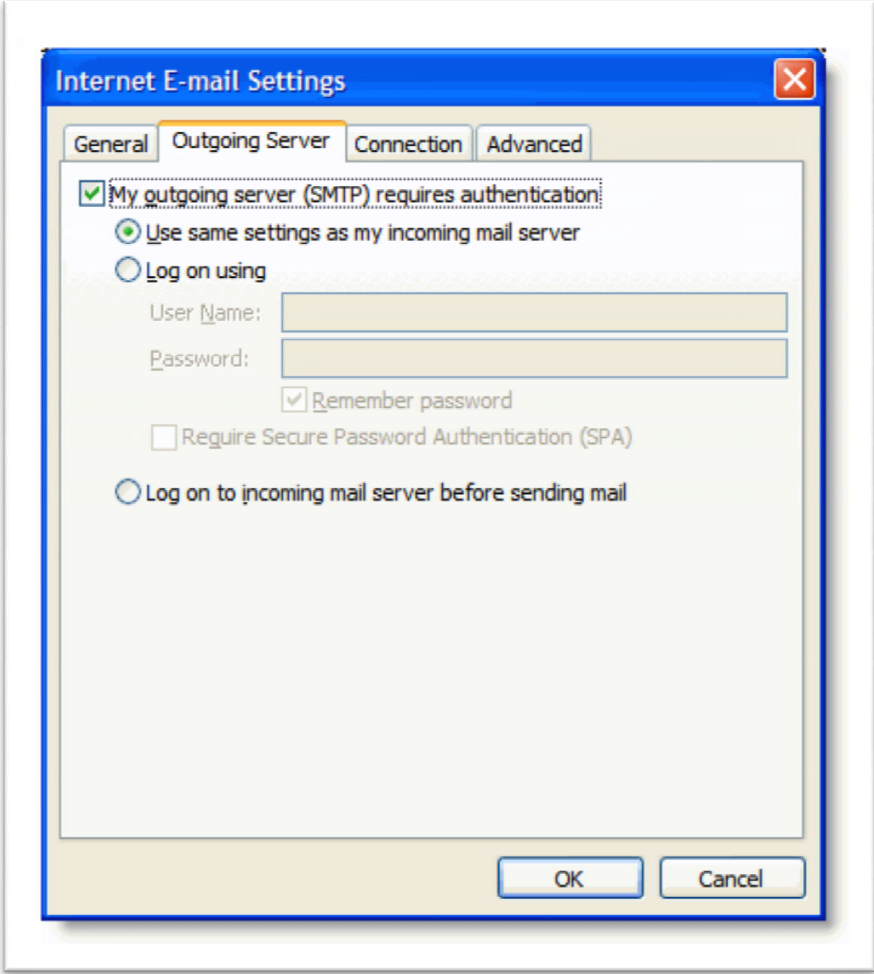 Internet E-mail Settings
General Outgoing Server Connection Advanced
My outgoing server (SMTP) requires authentication
Use same settings as my incoming mail server
Log on using
User Name:
Password:
Remember password
Require Secure Password Authentication (SPA)
Log on to incoming mail server before sending mail
OK Cancel